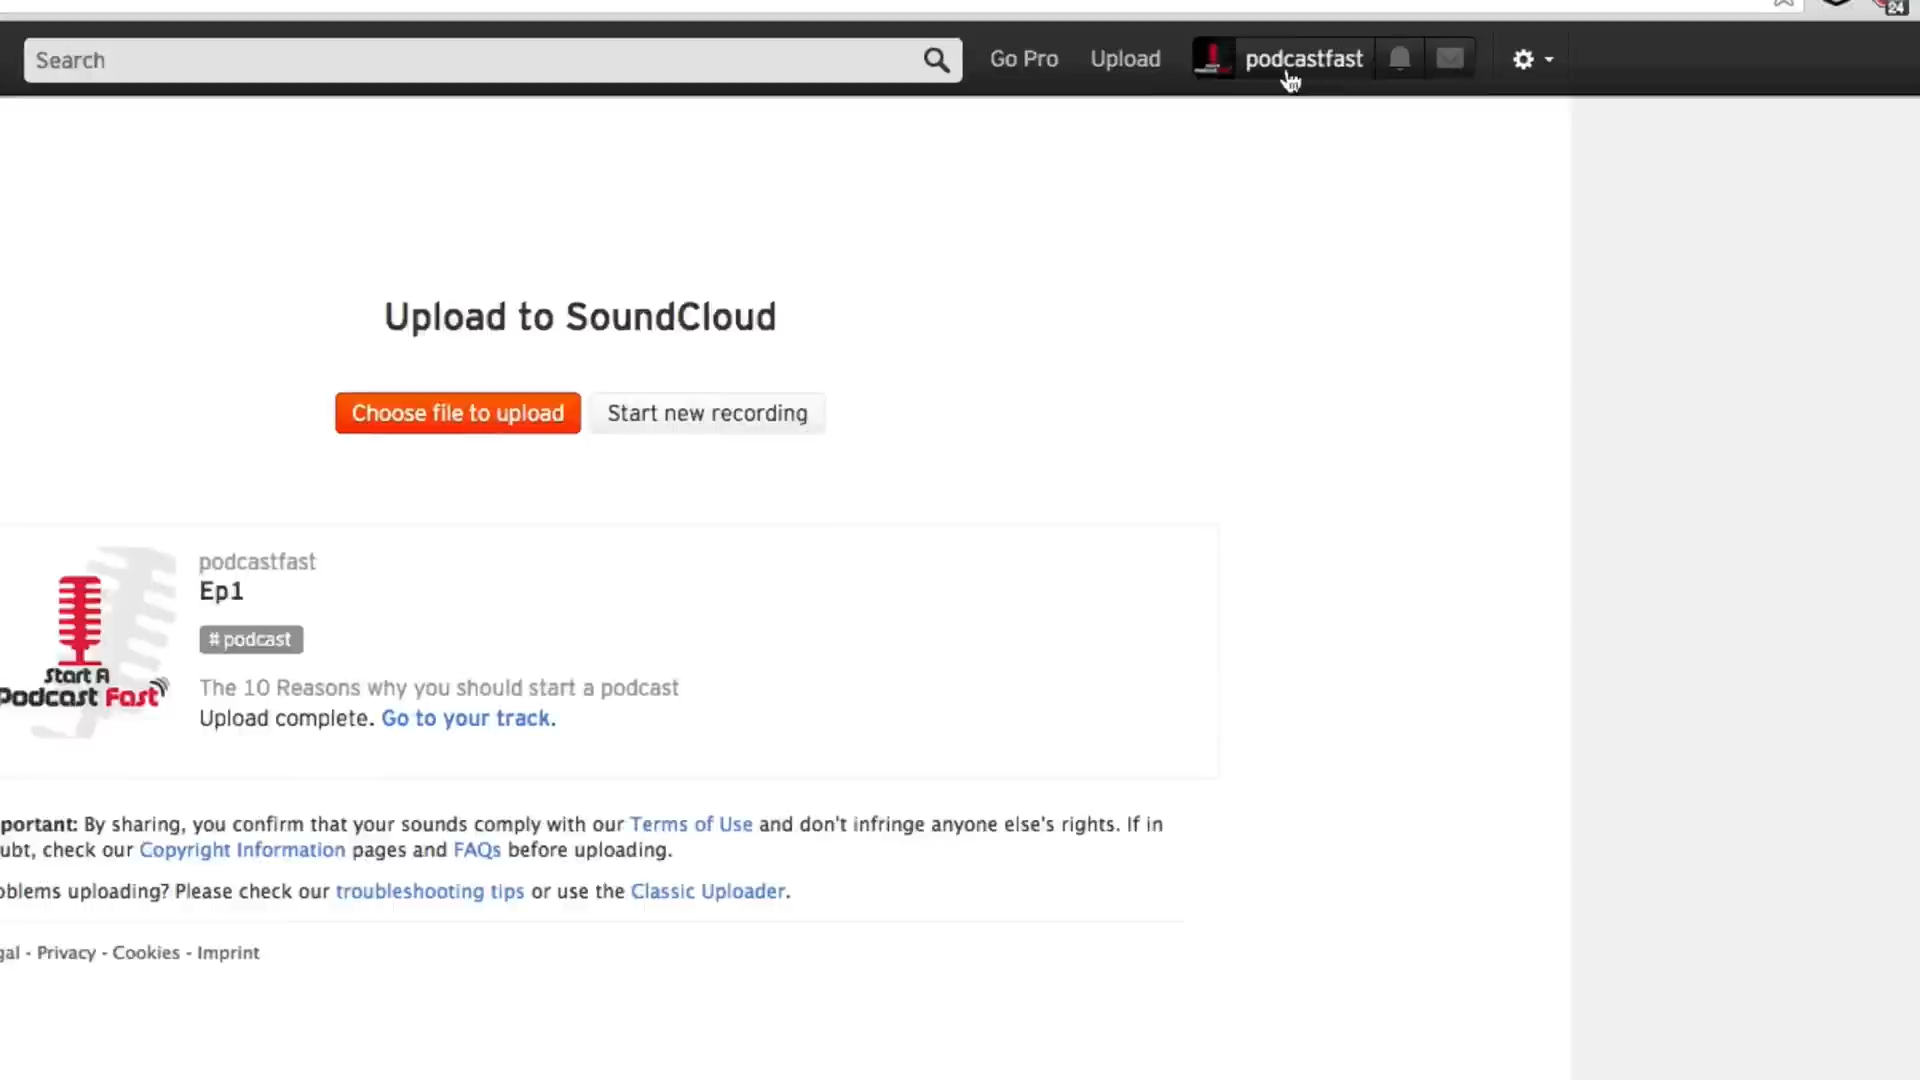 24
Search
Go Pro
Upload
podcastfast
Upload to SoundCloud
Choose file to upload
Start new recording
podcastfast
Ep1
# podcast
Start A
Podcast Fast
The 10 Reasons why you should start a podcast
Upload complete. Go to your track.
portant: By sharing, you confirm that your sounds comply with our Terms of Use and don't infringe anyone else's rights. If in
ubt, check our Copyright Information pages and FAQs before uploading.
oblems uploading? Please check our troubleshooting tips or use the Classic Uploader.
gal - Privacy - Cookies - Imprint